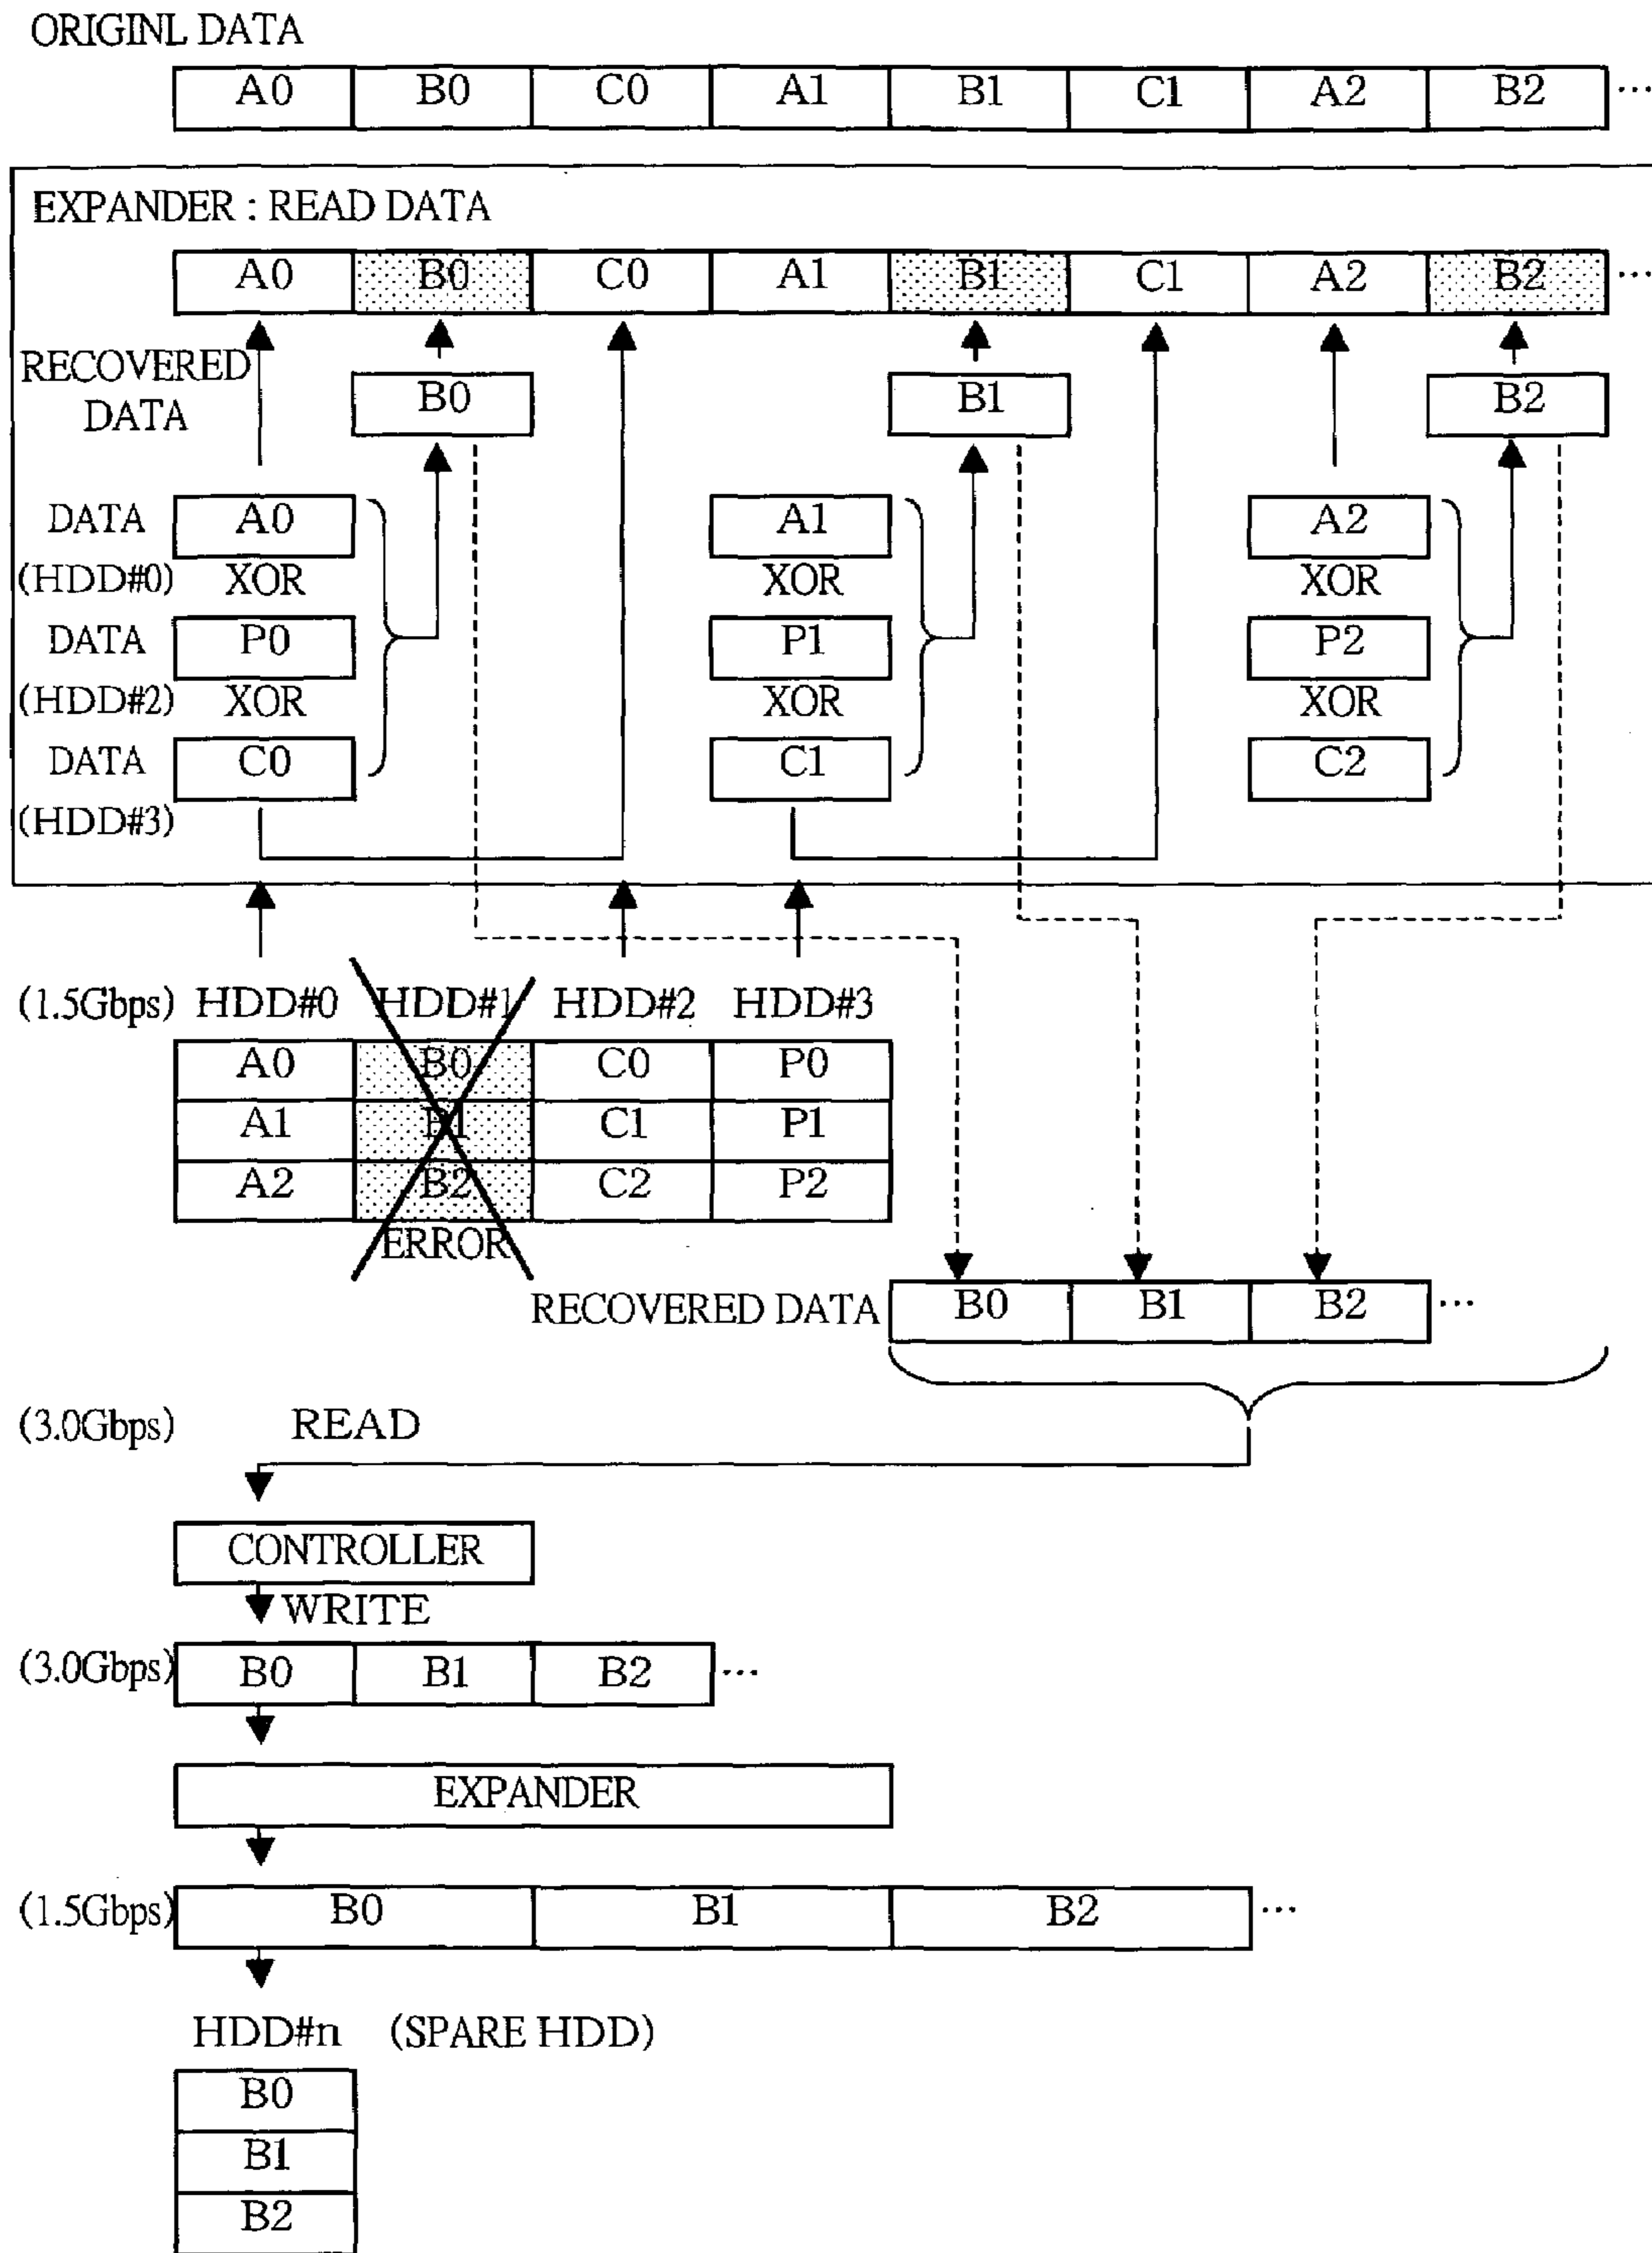 ORIGINL DATA
A0 B0 C0 A1 B1 C1 A2 B2 ...
EXPANDER : READ DATA
A0 B0 C0 A1 B1 C1 A2 B2 ...
RECOVERED
DATA
B0 B1 B2
DATA A0 A1 A2
(HDD#0) XOR XOR XOR
DATA P0 P1 P2
(HDD#2) XOR XOR XOR
DATA C0 C1 C2
(HDD#3)
(1.5Gbps) HDD#0 HDD#1 HDD#2 HDD#3
A0 B0 C0 P0
A1 B1 C1 P1
A2 B2 C2 P2
ERROR
RECOVERED DATA B0 B1 B2 ...
(3.0Gbps) READ
CONTROLLER
WRITE
(3.0Gbps) B0 B1 B2 ...
EXPANDER
(1.5Gbps) B0 B1 B2 ...
HDD#n (SPARE HDD)
B0
B1
B2